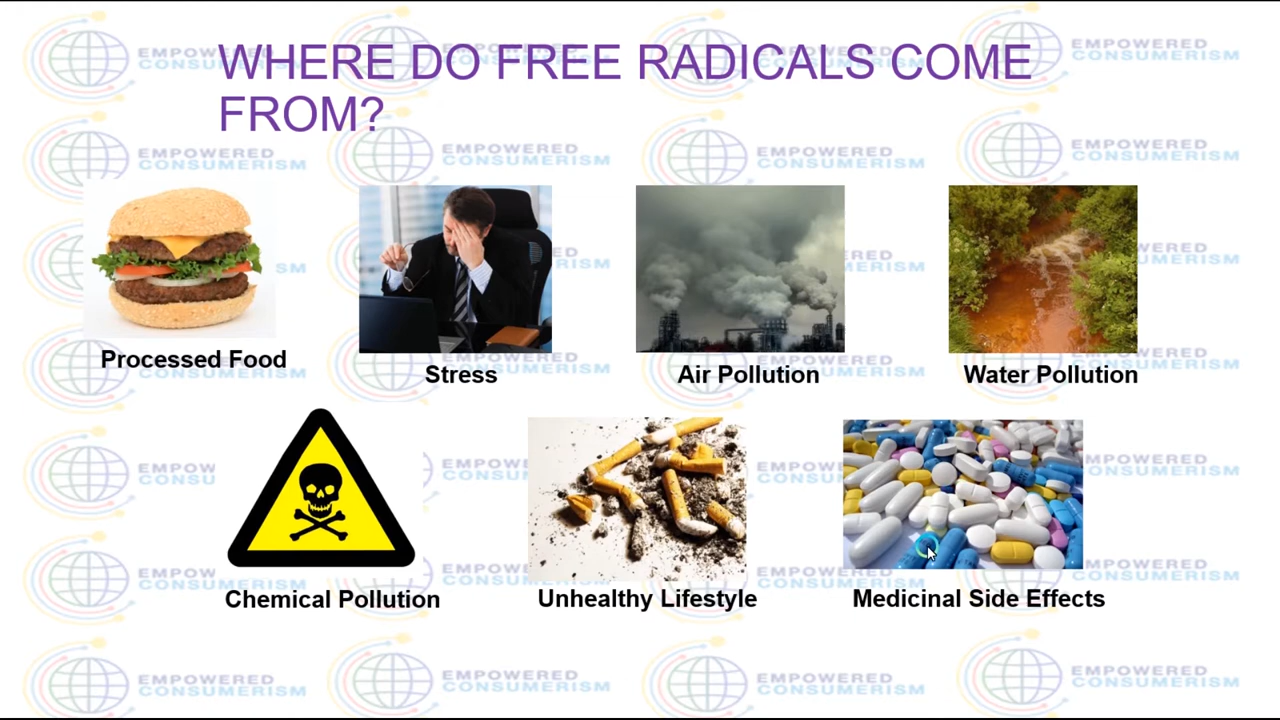 WHERE DO FREE RADICALS COME
FROM?
Processed Food
Stress
Air Pollution
Water Pollution
Chemical Pollution
Unhealthy Lifestyle
Medicinal Side Effects
EMPOWERED
CONSUMERISM